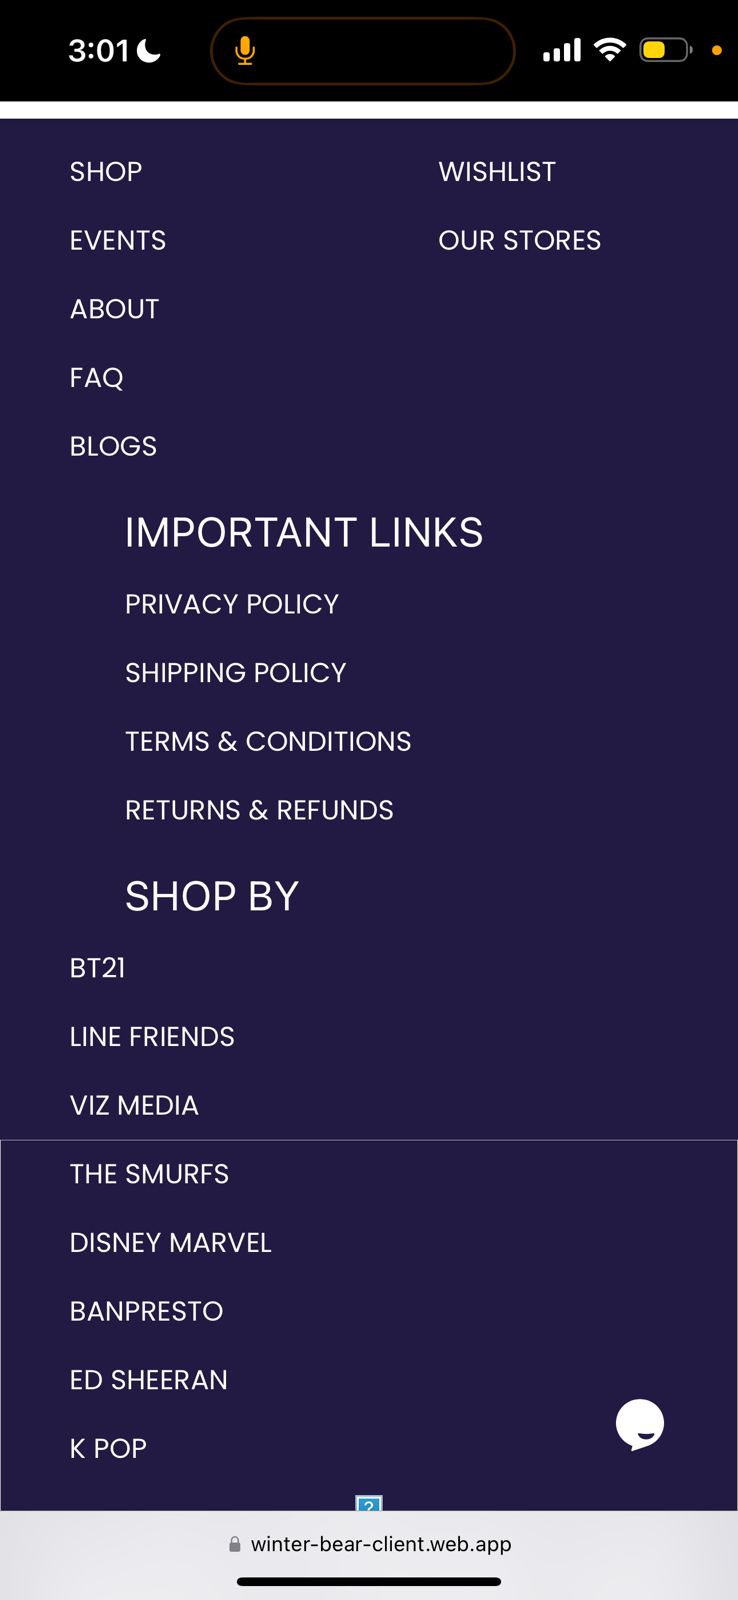 3:01
SHOP
WISHLIST
EVENTS
OUR STORES
ABOUT
FAQ
BLOGS
IMPORTANT LINKS
PRIVACY POLICY
SHIPPING POLICY
TERMS & CONDITIONS
RETURNS & REFUNDS
SHOP BY
BT21
LINE FRIENDS
VIZ MEDIA
THE SMURFS
DISNEY MARVEL
BANPRESTO
ED SHEERAN
K POP
?
winter-bear-client.web.app